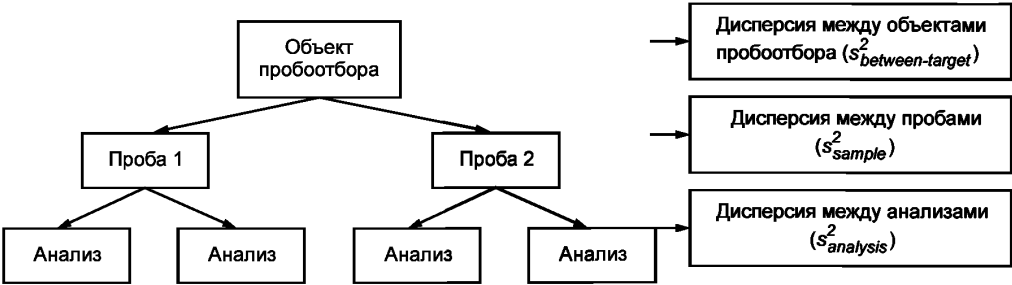 Объект
пробоотбора
Проба 1
Проба 2
Анализ
Анализ
Анализ
Анализ
Дисперсия между объектами
пробоотбора (s²between-target)
Дисперсия между пробами
(s²sample)
Дисперсия между анализами
(s²analysis)